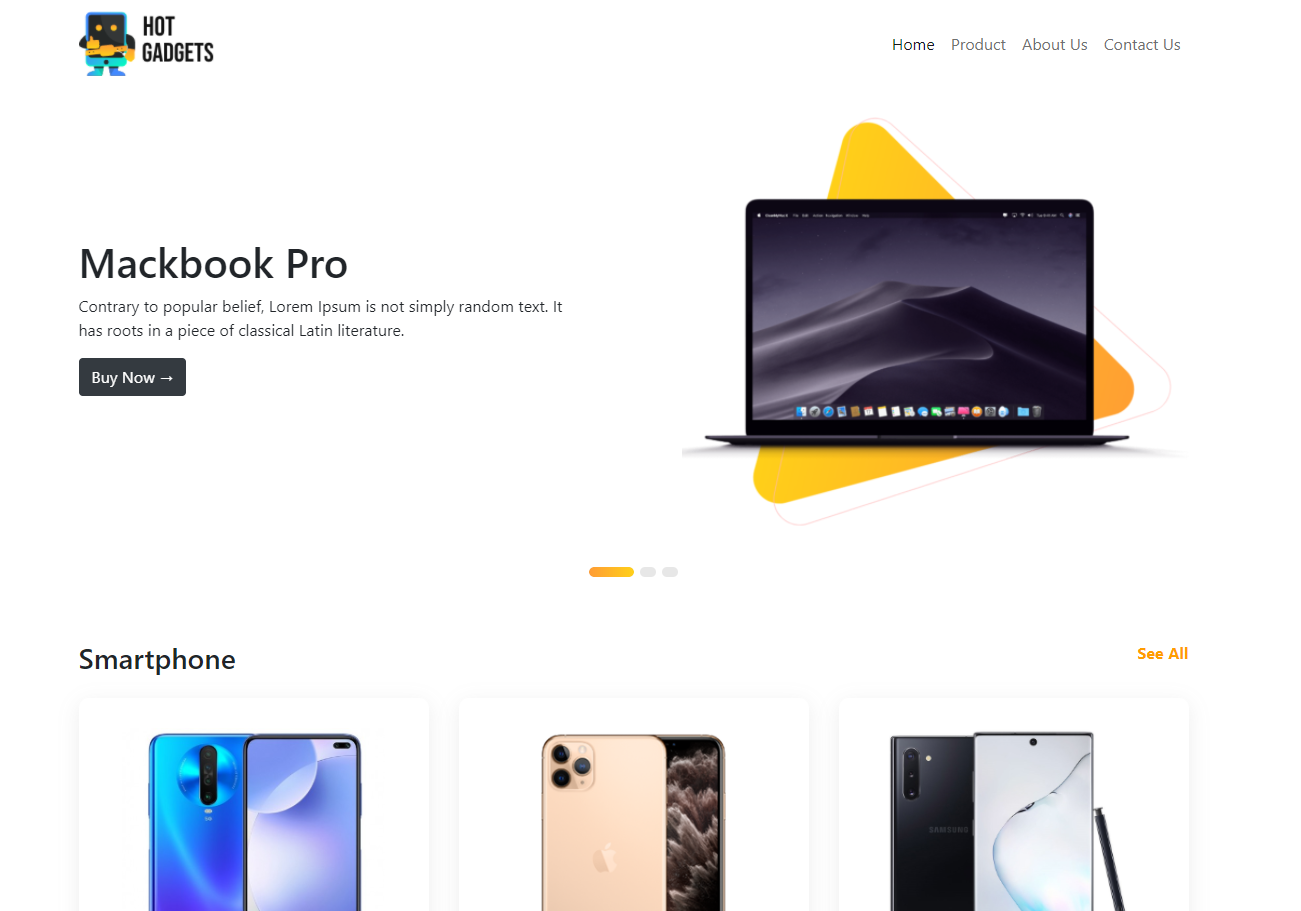 HOT
GADGETS
Home Product About Us Contact Us
Mackbook Pro
Contrary to popular belief, Lorem Ipsum is not simply random text. It
has roots in a piece of classical Latin literature.
Buy Now →
Smartphone
See All
SAMSUNG